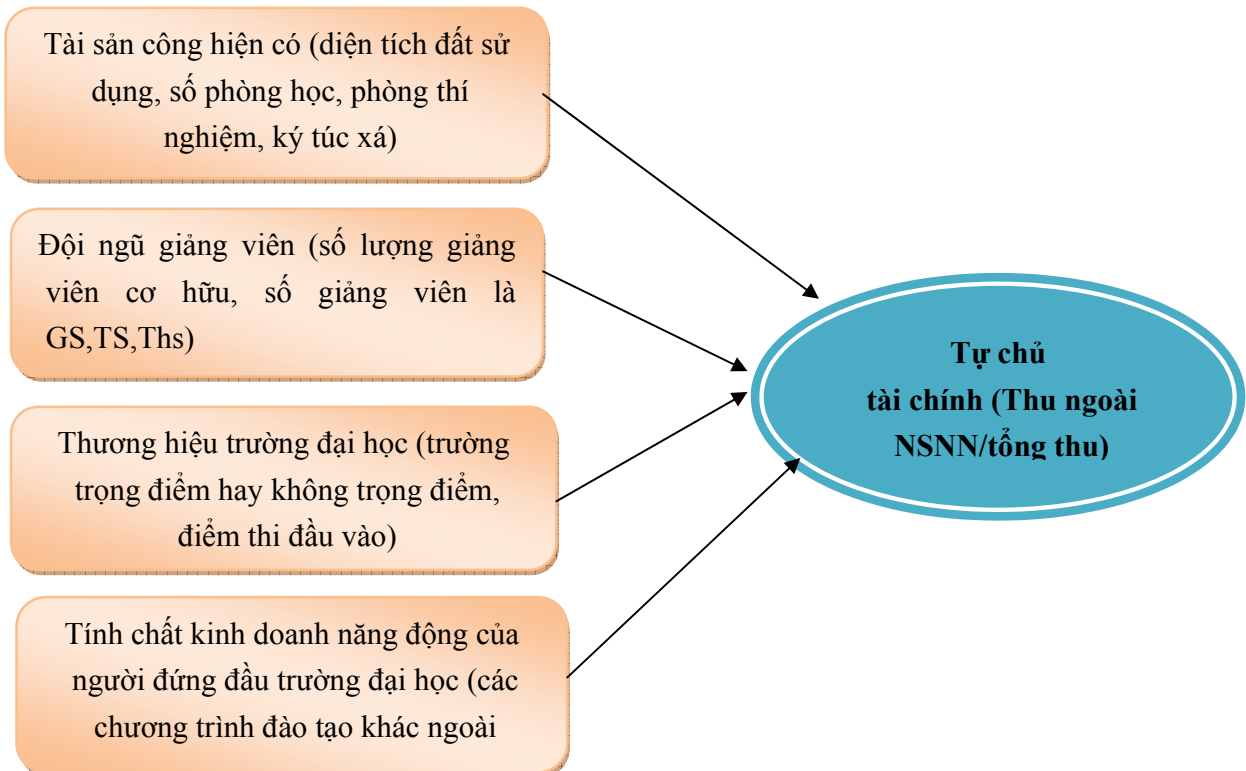 Tài sản công hiện có (diện tích đất sử
dụng, số phòng học, phòng thí
nghiệm, ký túc xá)
Đội ngũ giảng viên (số lượng giảng
viên cơ hữu, số giảng viên là
GS,TS,Ths)
Thương hiệu trường đại học (trường
trọng điểm hay không trọng điểm,
điểm thi đầu vào)
Tính chất kinh doanh năng động của
người đứng đầu trường đại học (các
chương trình đào tạo khác ngoài
Tự chủ
tài chính (Thu ngoài
NSNN/tổng thu)